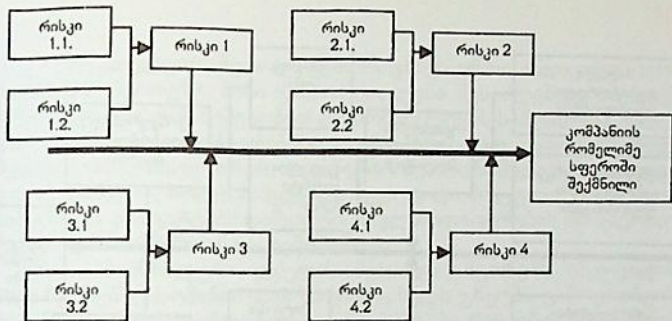 რისკი
1.1.
რისკი 1
რისკი
1.2.
რისკი
2.1.
რისკი 2
რისკი
2.2
კომპანიის
რომელიმე
სფეროში
შექმნილი
რისკი
3.1
რისკი 3
რისკი
3.2
რისკი
4.1
რისკი 4
რისკი
4.2